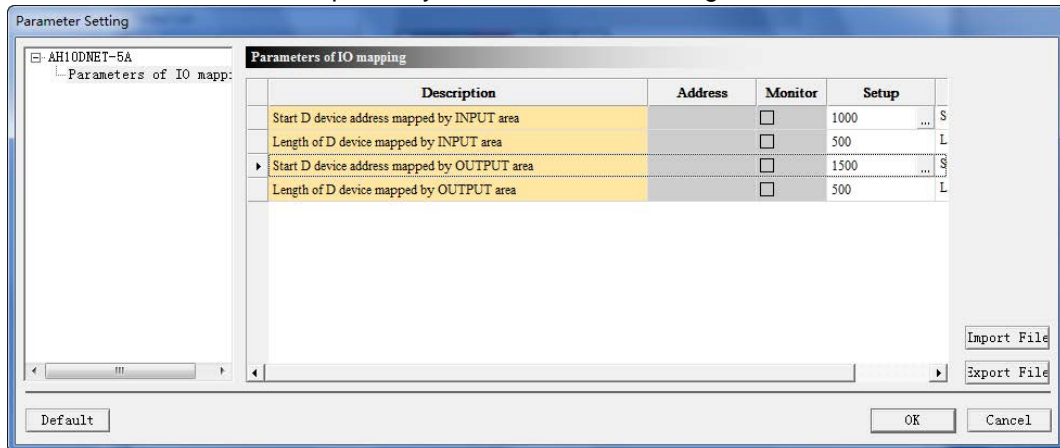 Parameter Setting
AH10DNET-5A
Parameters of IO mapp:
Parameters of IO mapping
Description Address Monitor Setup
Start D device address mapped by INPUT area 1000 ... S
Length of D device mapped by INPUT area 500 L
Start D device address mapped by OUTPUT area 1500 ... S
Length of D device mapped by OUTPUT area 500 L
Import File
Export File
Default OK Cancel